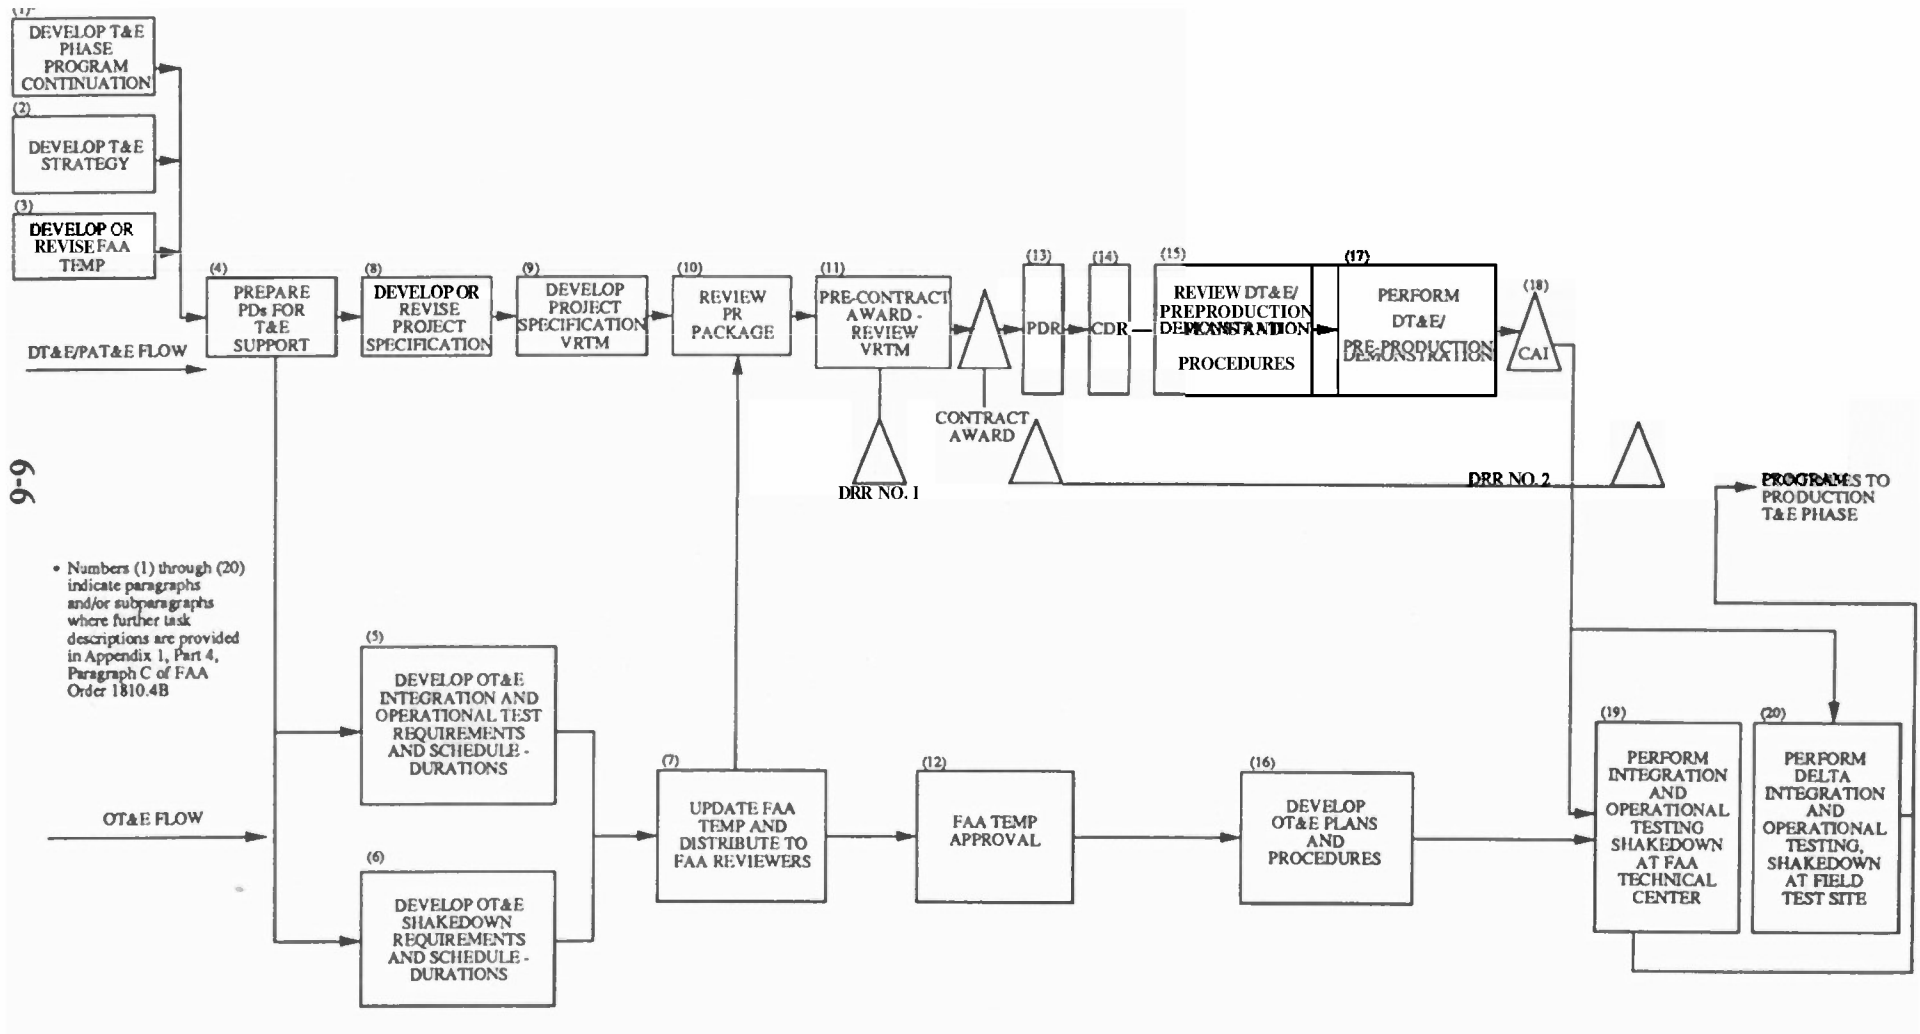 (1)
DEVELOP T&E
PHASE
PROGRAM
CONTINUATION
(2)
DEVELOP T&E
STRATEGY
(3)
DEVELOP OR
REVISE FAA
TEMP
(4)
PREPARE
PDs FOR
T&E
SUPPORT
(8)
DEVELOP OR
REVISE
PROJECT
SPECIFICATION
(9)
DEVELOP
PROJECT
SPECIFICATION
VRTM
(10)
REVIEW
PR
PACKAGE
(11)
PRE-CONTRACT
AWARD -
REVIEW
VRTM
CONTRACT
AWARD
(13)
PDR
(14)
CDR
(15)
REVIEW DT&E/
PREPRODUCTION
DEMONSTRATION
PROCEDURES
(17)
PERFORM
DT&E/
PRE-PRODUCTION
DEMONSTRATION
(18)
CAI
DT&E/PAT&E FLOW
DRR NO. 1
DRR NO. 2
TO
PRODUCTION
T&E PHASE
9-9
• Numbers (1) through (20)
indicate paragraphs
and/or subparagraphs
where further task
descriptions are provided
in Appendix 1, Part 4,
Paragraph C of FAA
Order 1810.4B
OT&E FLOW
(5)
DEVELOP OT&E
INTEGRATION AND
OPERATIONAL TEST
REQUIREMENTS
AND SCHEDULE -
DURATIONS
(6)
DEVELOP OT&E
SHAKEDOWN
REQUIREMENTS
AND SCHEDULE -
DURATIONS
(7)
UPDATE FAA
TEMP AND
DISTRIBUTE TO
FAA REVIEWERS
(12)
FAA TEMP
APPROVAL
(16)
DEVELOP
OT&E PLANS
AND
PROCEDURES
(19)
PERFORM
INTEGRATION
AND
OPERATIONAL
TESTING
SHAKEDOWN
AT FAA
TECHNICAL
CENTER
(20)
PERFORM
DELTA
INTEGRATION
AND
OPERATIONAL
TESTING,
SHAKEDOWN
AT FIELD
TEST SITE